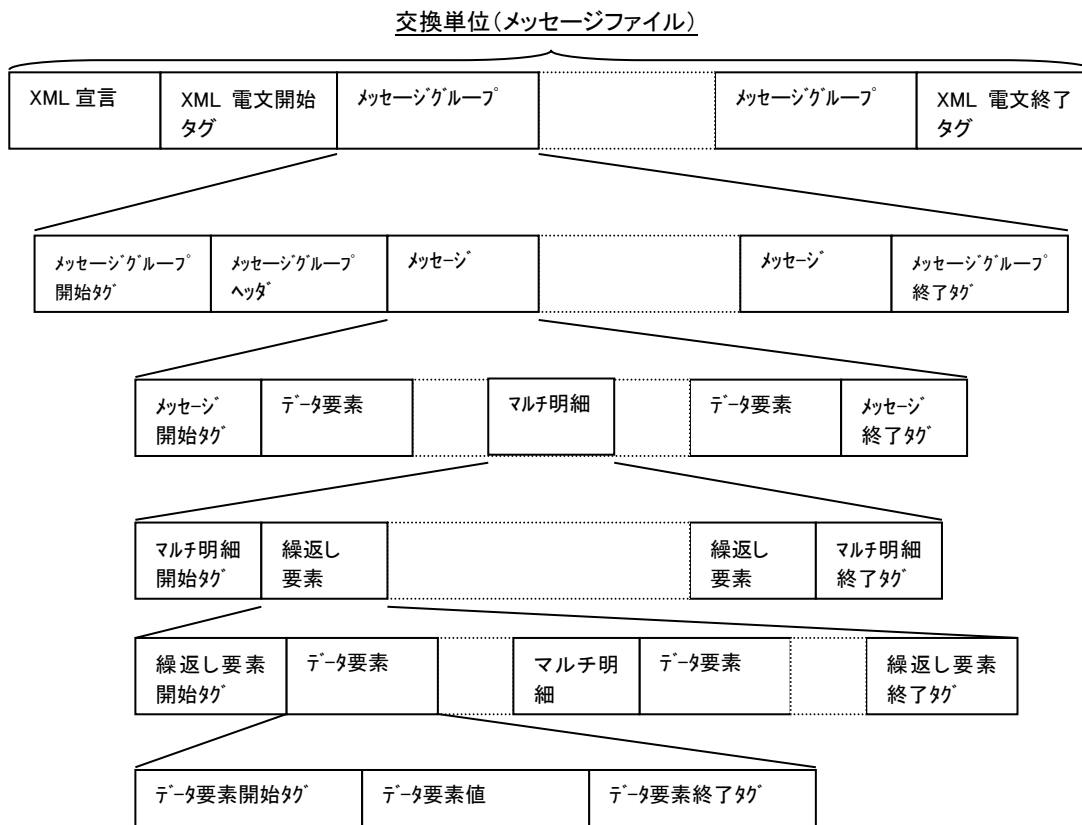 交換単位(メッセージファイル)
XML 宣言
XML 電文開始
タグ
ﾒｯｾｰｼﾞｸﾞﾙｰﾌﾟ
ﾒｯｾｰｼﾞｸﾞﾙｰﾌﾟ
XML 電文終了
タグ
ﾒｯｾｰｼﾞｸﾞﾙｰﾌﾟ
開始ﾀｸﾞ
ﾒｯｾｰｼﾞｸﾞﾙｰﾌﾟ
ﾍｯﾀﾞ
ﾒｯｾｰｼﾞ
ﾒｯｾｰｼﾞ
ﾒｯｾｰｼﾞｸﾞﾙｰﾌﾟ
終了ﾀｸﾞ
ﾒｯｾｰｼﾞ
開始ﾀｸﾞ
ﾃﾞｰﾀ要素
ﾏﾙﾁ明細
ﾃﾞｰﾀ要素
ﾒｯｾｰｼﾞ
終了ﾀｸﾞ
ﾏﾙﾁ明細
開始ﾀｸﾞ
繰返し
要素
繰返し
要素
ﾏﾙﾁ明細
終了ﾀｸﾞ
繰返し要素
開始ﾀｸﾞ
ﾃﾞｰﾀ要素
マルチ明
細
ﾃﾞｰﾀ要素
繰返し要素
終了ﾀｸﾞ
ﾃﾞｰﾀ要素開始ﾀｸﾞ
ﾃﾞｰﾀ要素値
ﾃﾞｰﾀ要素終了ﾀｸﾞ